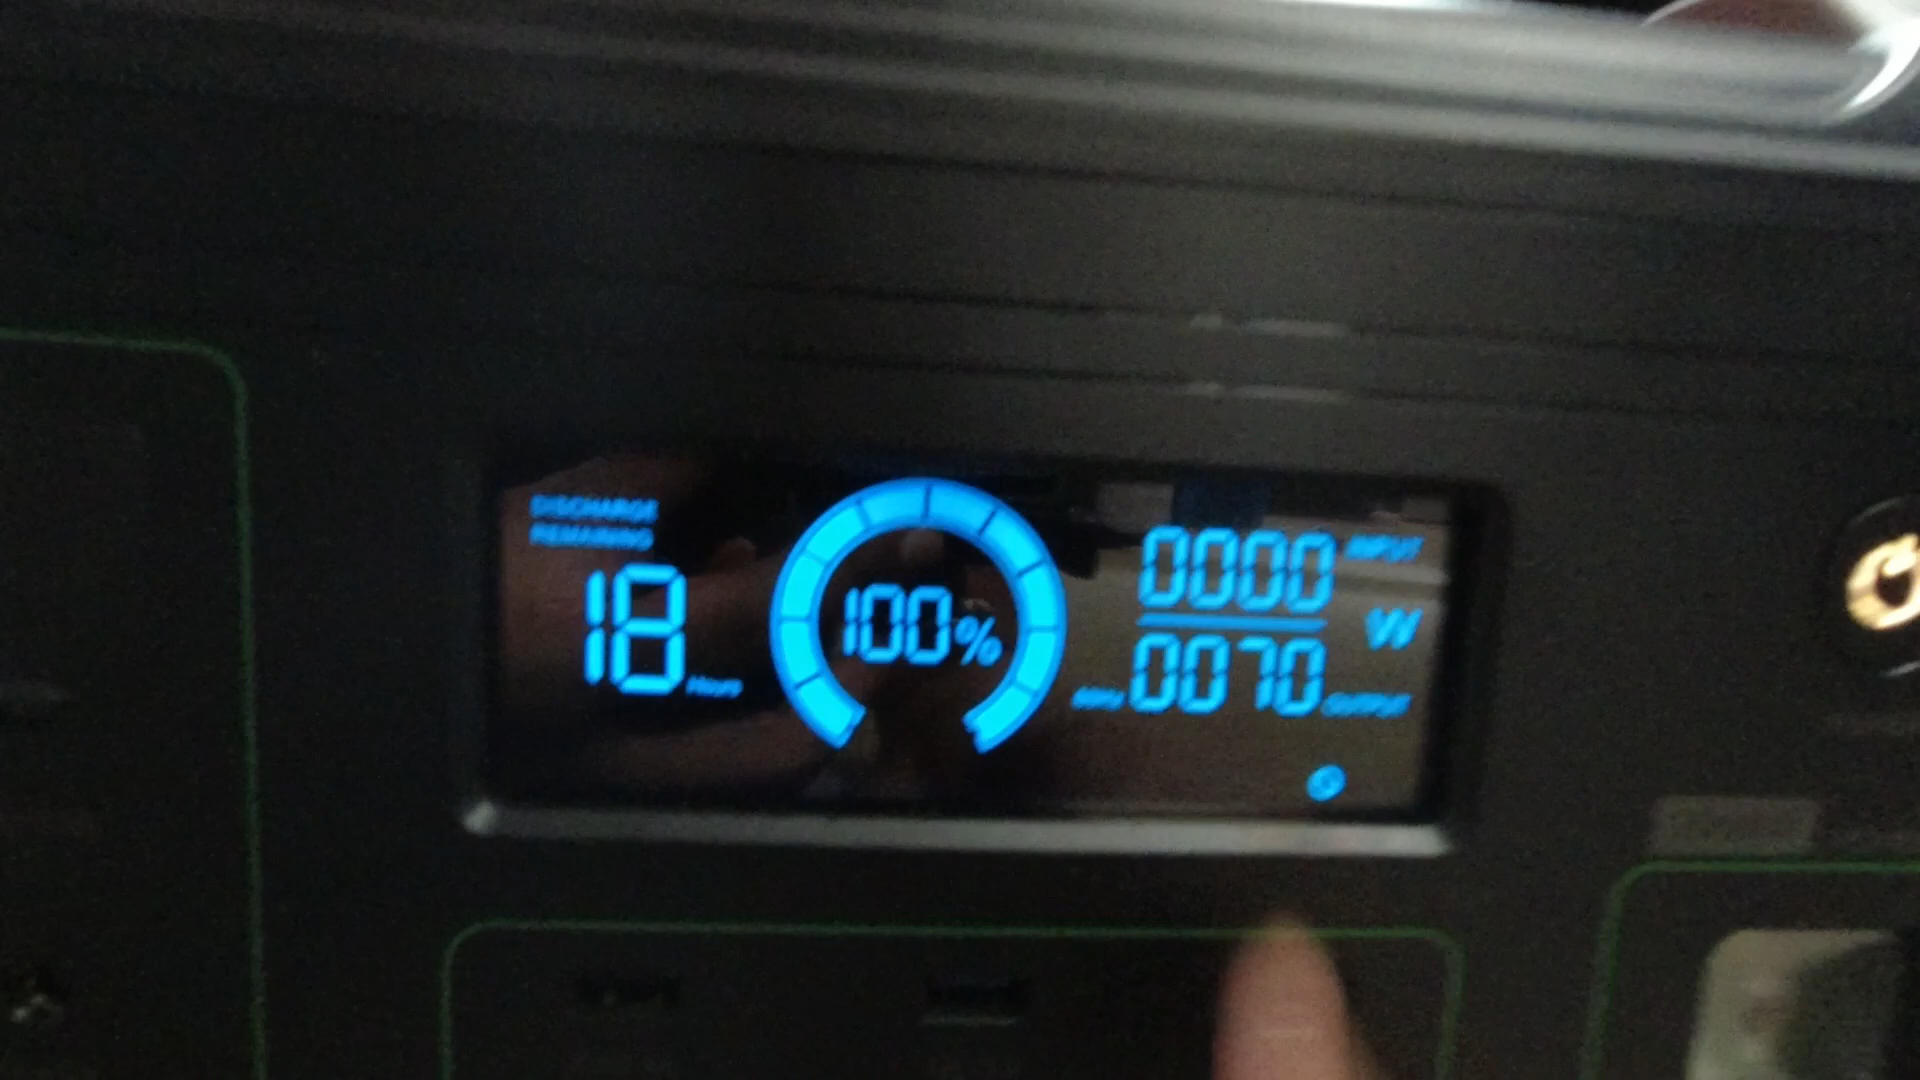 DISCHARGE
REMAINING
18 Hours
100%
0000 INPUT
W
0070 OUTPUT